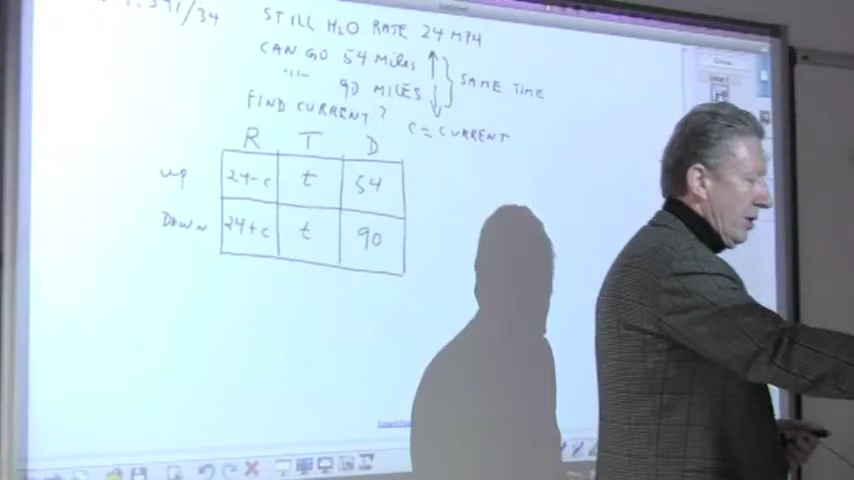 STILL H2O RATE 24 MPH
CAN GO 54 Miles ↑
" " 90 MILES ↓ } SAME TIME
FIND CURRENT? C = CURRENT
R T D
up 24-c t 54
Down 24+c t 90